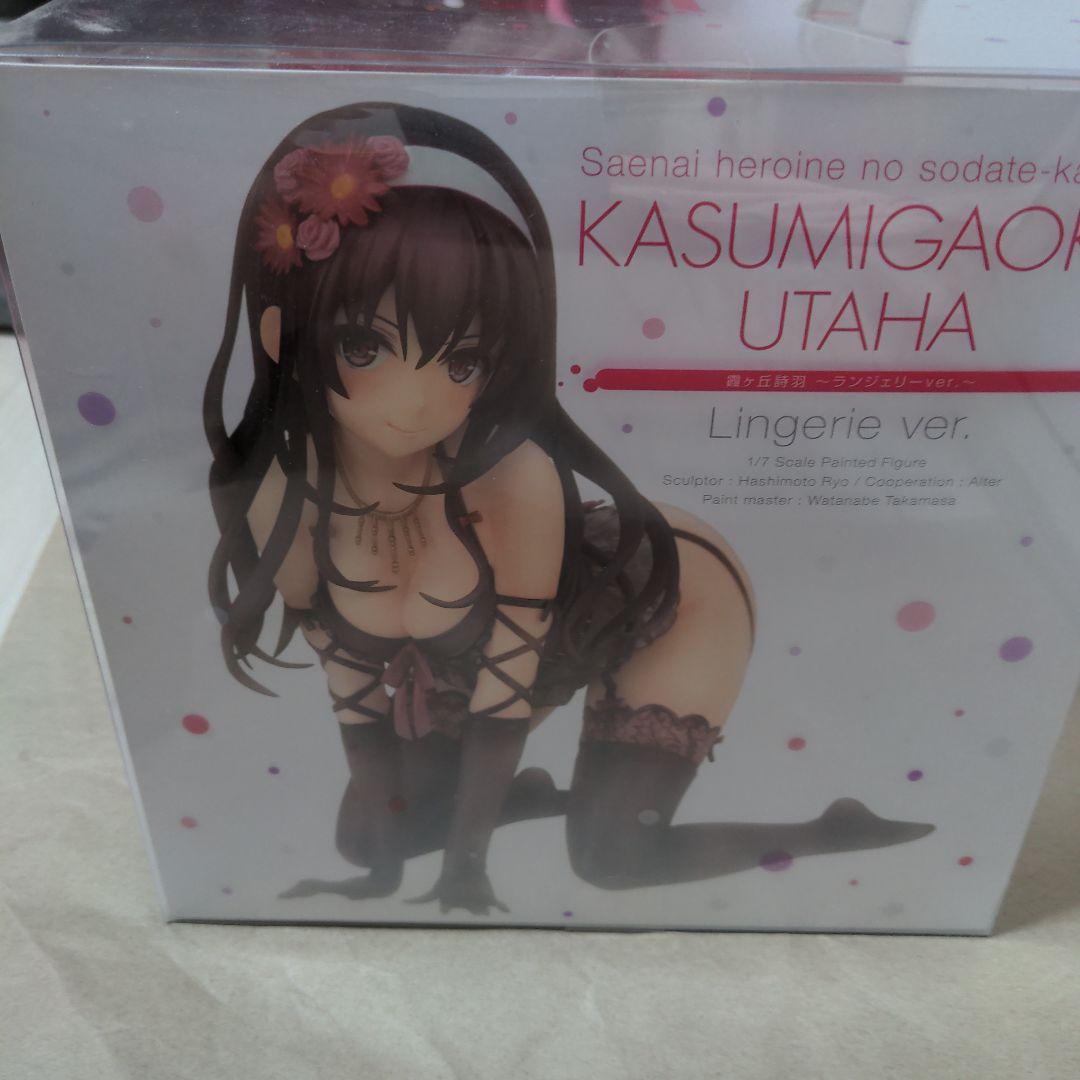 Saenai heroine no sodate-ka
KASUMIGAOK
UTAHA
霞ヶ丘詩羽 ～ランジェリーver.～
Lingerie ver.
1/7 Scale Painted Figure
Sculptor : Hashimoto Ryo / Cooperation : Alter
Paint master : Watanabe Takamasa